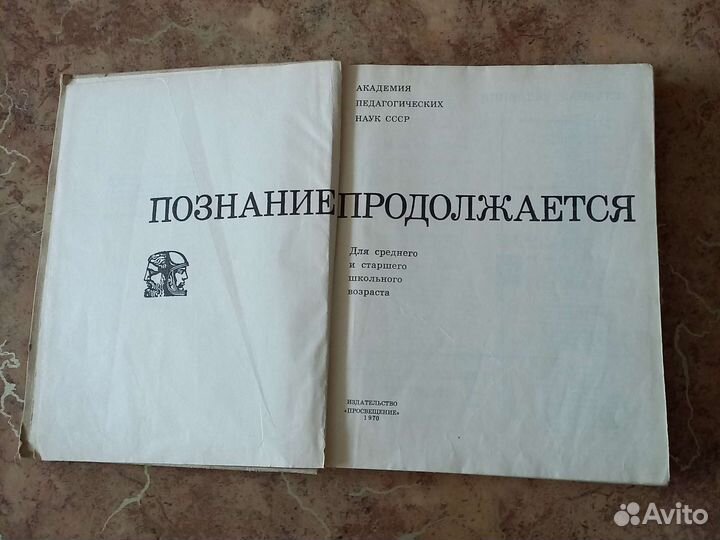 АКАДЕМИЯ
ПЕДАГОГИЧЕСКИХ
НАУК СССР
ПОЗНАНИЕ ПРОДОЛЖАЕТСЯ
Для среднего
и старшего
школьного
возраста
ИЗДАТЕЛЬСТВО
«ПРОСВЕЩЕНИЕ»
1970
Avito